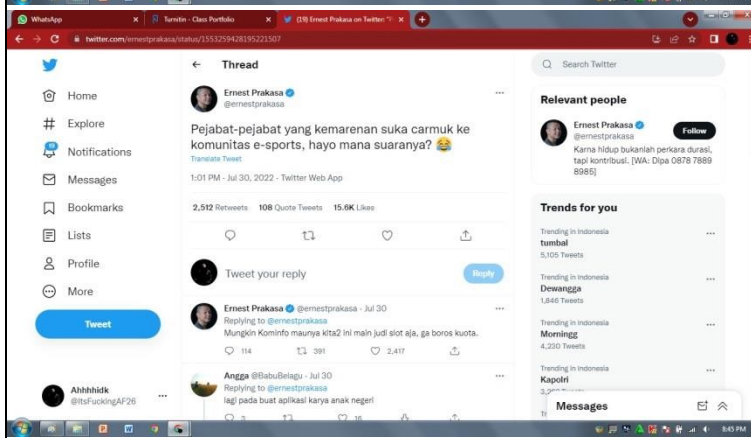 WhatsApp
Turnitin - Class Portfolio
(19) Ernest Prakasa on Twitter: "P
twitter.com/ernestprakasa/status/1553259428195221507
Home
Explore
Notifications
Messages
Bookmarks
Lists
Profile
More
Tweet
Ahhhhidk
@ItsFuckingAF26
Thread
Ernest Prakasa
@ernestprakasa
Pejabat-pejabat yang kemarenan suka carmuk ke
komunitas e-sports, hayo mana suaranya? 😂
Translate Tweet
1:01 PM · Jul 30, 2022 · Twitter Web App
2,512 Retweets 108 Quote Tweets 15.6K Likes
Tweet your reply
Reply
Ernest Prakasa @ernestprakasa · Jul 30
Replying to @ernestprakasa
Mungkin Kominfo maunya kita2 ini main judi slot aja, ga boros kuota.
114 391 2,417
Angga @BabuBelagu · Jul 30
Replying to @ernestprakasa
lagi pada buat aplikasi karya anak negeri
3 13 16
Search Twitter
Relevant people
Ernest Prakasa
@ernestprakasa
Follow
Karna hidup bukanlah perkara durasi,
tapi kontribusi. [WA: Dipa 0878 7889
8985]
Trends for you
Trending in Indonesia
tumbal
5,105 Tweets
Trending in Indonesia
Dewangga
1,846 Tweets
Trending in Indonesia
Morningg
4,230 Tweets
Trending in Indonesia
Kapolri
Messages
8:45 PM